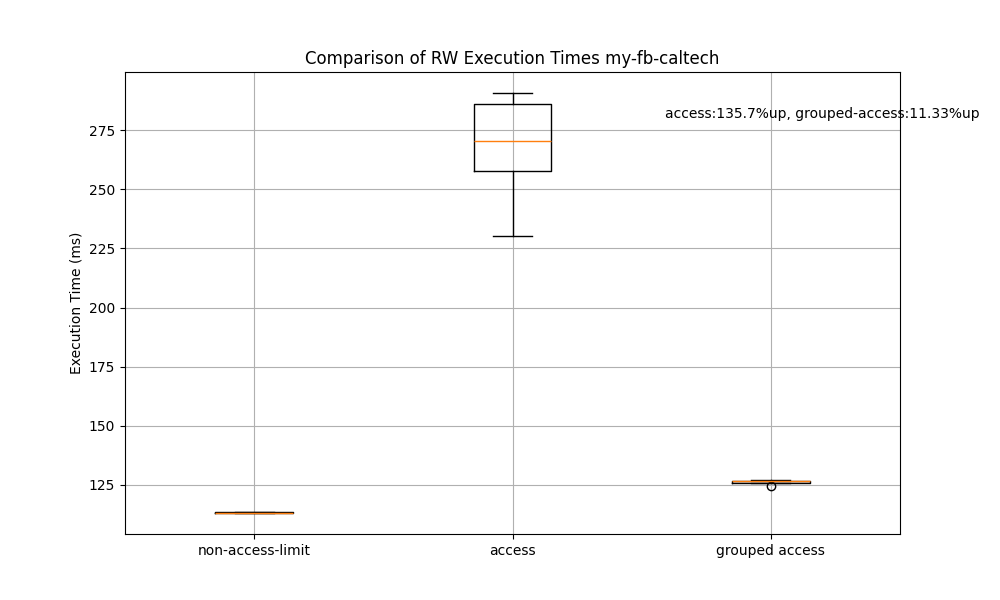 Comparison of RW Execution Times my-fb-caltech
access:135.7%up, grouped-access:11.33%up
Execution Time (ms)
275
250
225
200
175
150
125
non-access-limit
access
grouped access